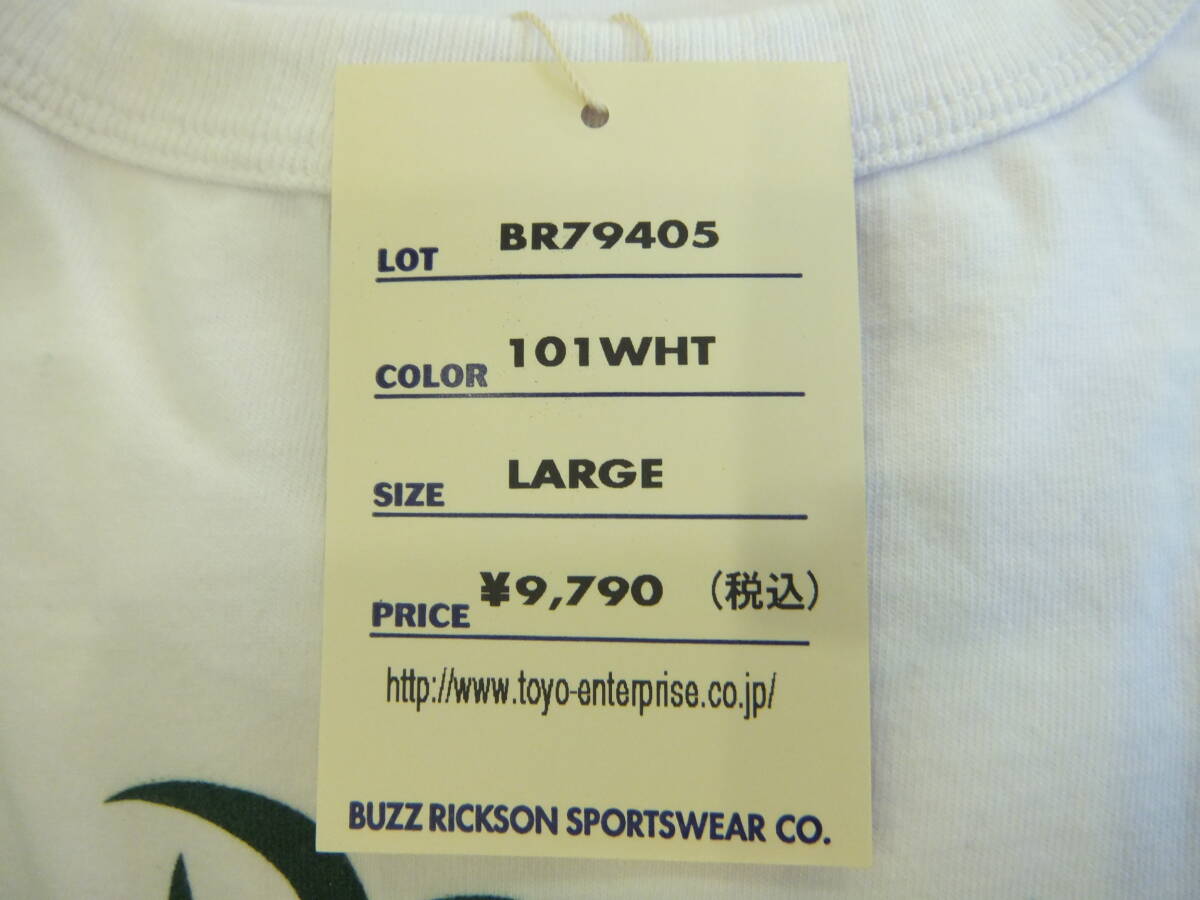 LOT BR79405
COLOR 101WHT
SIZE LARGE
PRICE ¥9,790 (税込)
http://www.toyo-enterprise.co.jp/
BUZZ RICKSON SPORTSWEAR CO.